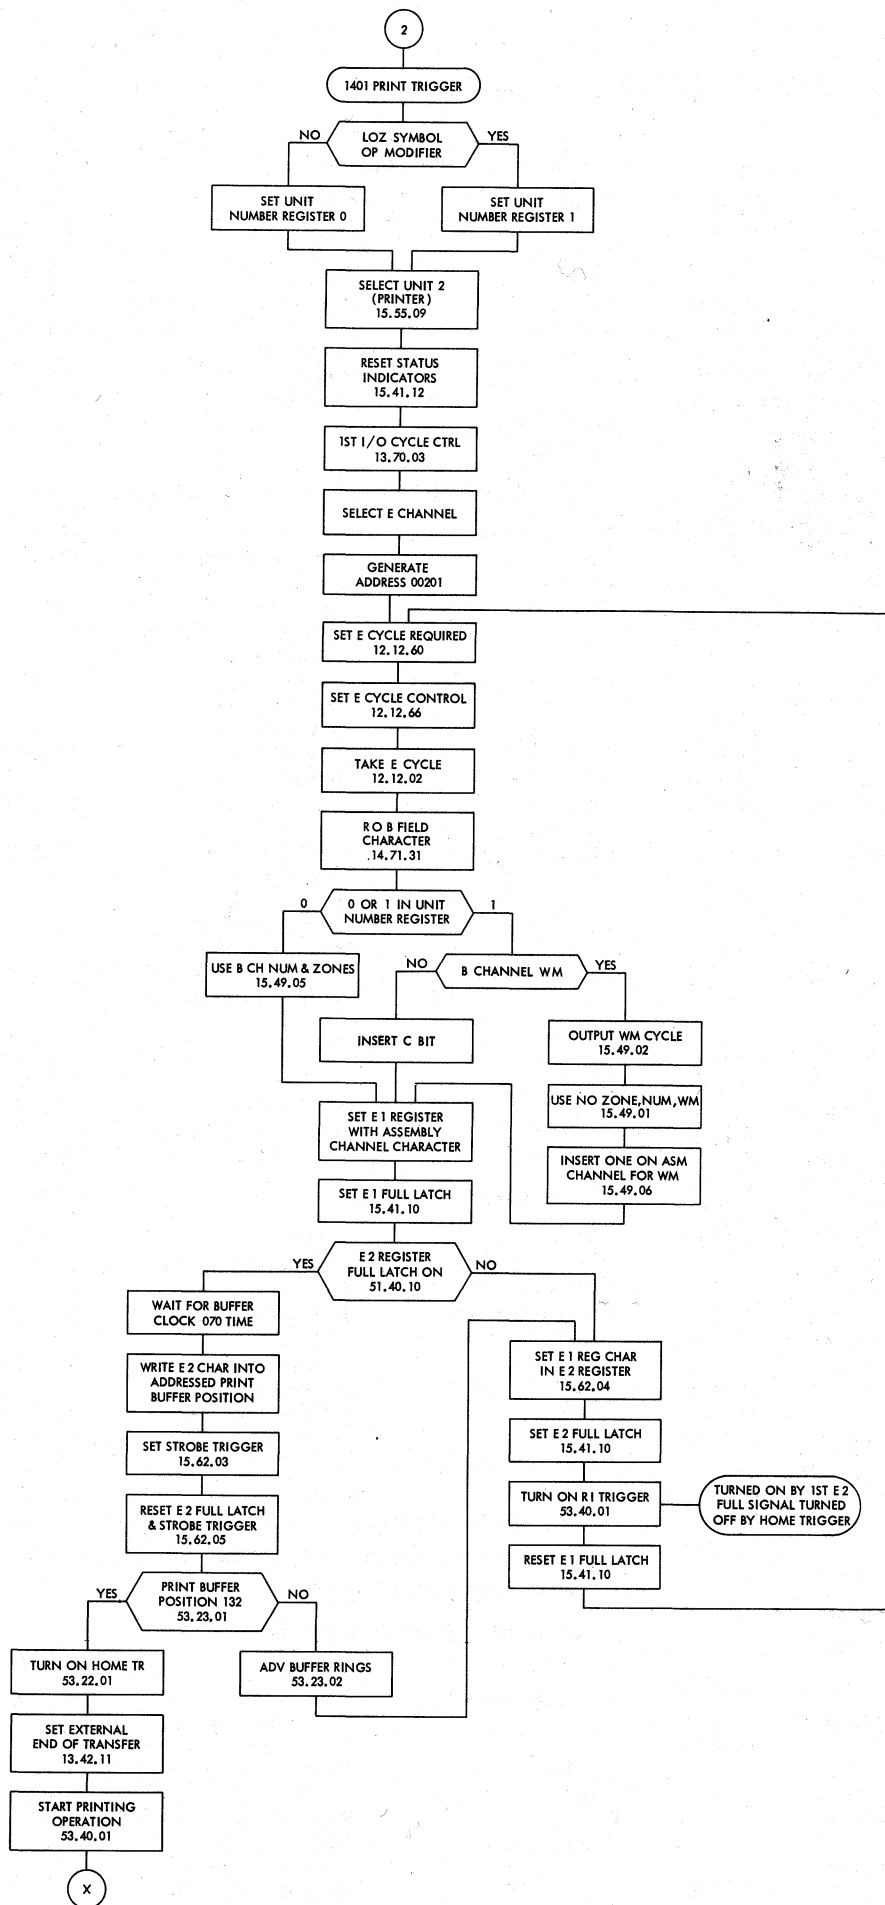 2
1401 PRINT TRIGGER
NO
LOZ SYMBOL
OP MODIFIER
YES
SET UNIT
NUMBER REGISTER 0
SET UNIT
NUMBER REGISTER 1
SELECT UNIT 2
(PRINTER)
15.55.09
RESET STATUS
INDICATORS
15.41.12
1ST I/O CYCLE CTRL
13.70.03
SELECT E CHANNEL
GENERATE
ADDRESS 00201
SET E CYCLE REQUIRED
12.12.60
SET E CYCLE CONTROL
12.12.66
TAKE E CYCLE
12.12.02
R O B FIELD
CHARACTER
.14.71.31
0
0 OR 1 IN UNIT
NUMBER REGISTER
1
USE B CH NUM & ZONES
15.49.05
NO
B CHANNEL WM
YES
INSERT C BIT
OUTPUT WM CYCLE
15.49.02
USE NO ZONE,NUM,WM
15.49.01
SET E 1 REGISTER
WITH ASSEMBLY
CHANNEL CHARACTER
INSERT ONE ON ASM
CHANNEL FOR WM
15.49.06
SET E 1 FULL LATCH
15.41.10
YES
E 2 REGISTER
FULL LATCH ON
51.40.10
NO
WAIT FOR BUFFER
CLOCK 070 TIME
WRITE E 2 CHAR INTO
ADDRESSED PRINT
BUFFER POSITION
SET E 1 REG CHAR
IN E 2 REGISTER
15.62.04
SET STROBE TRIGGER
15.62.03
SET E 2 FULL LATCH
15.41.10
RESET E 2 FULL LATCH
& STROBE TRIGGER
15.62.05
TURN ON R I TRIGGER
53.40.01
TURNED ON BY 1ST E 2
FULL SIGNAL TURNED
OFF BY HOME TRIGGER
RESET E 1 FULL LATCH
15.41.10
YES
PRINT BUFFER
POSITION 132
53.23.01
NO
TURN ON HOME TR
53.22.01
ADV BUFFER RINGS
53.23.02
SET EXTERNAL
END OF TRANSFER
13.42.11
START PRINTING
OPERATION
53.40.01
X